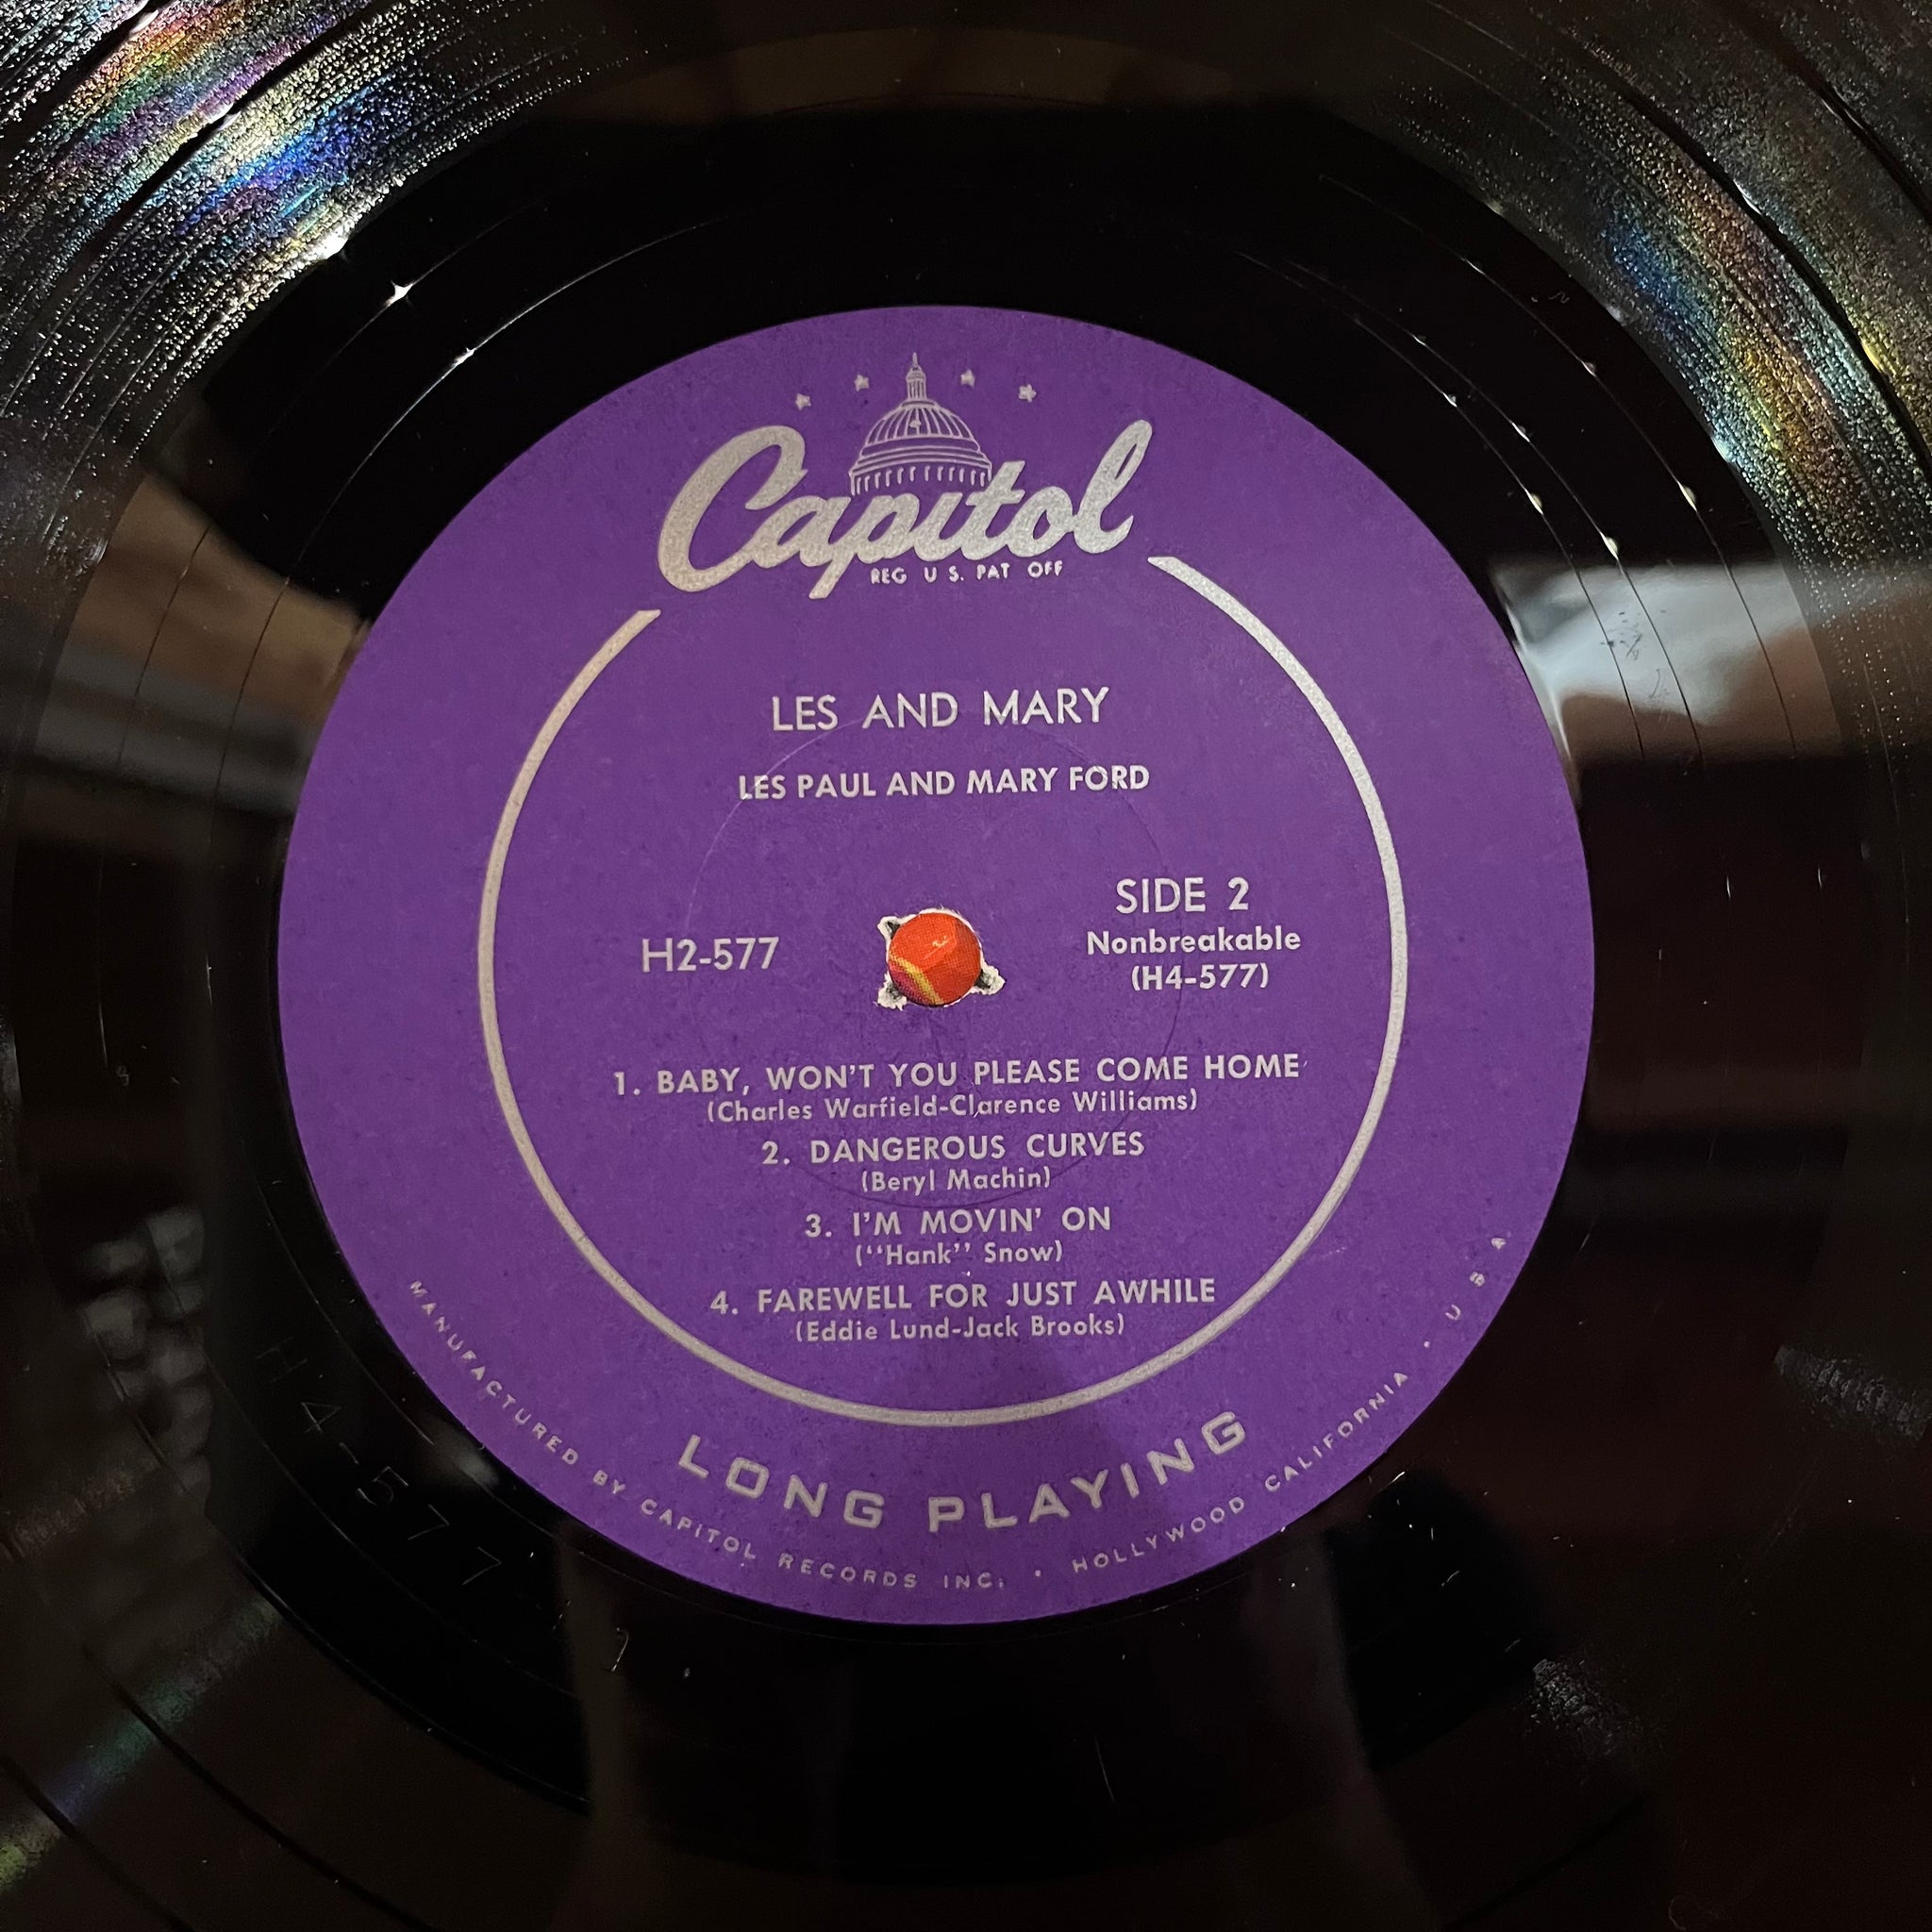 Capitol
REG U S. PAT OFF
LES AND MARY
LES PAUL AND MARY FORD
SIDE 2
H2-577
Nonbreakable
(H4-577)
1. BABY, WON'T YOU PLEASE COME HOME
(Charles Warfield-Clarence Williams)
2. DANGEROUS CURVES
(Beryl Machin)
3. I'M MOVIN' ON
(“Hank” Snow)
4. FAREWELL FOR JUST AWHILE
(Eddie Lund-Jack Brooks)
LONG PLAYING
MANUFACTURED BY CAPITOL RECORDS INC. • HOLLYWOOD CALIFORNIA • U S A
H4-577-